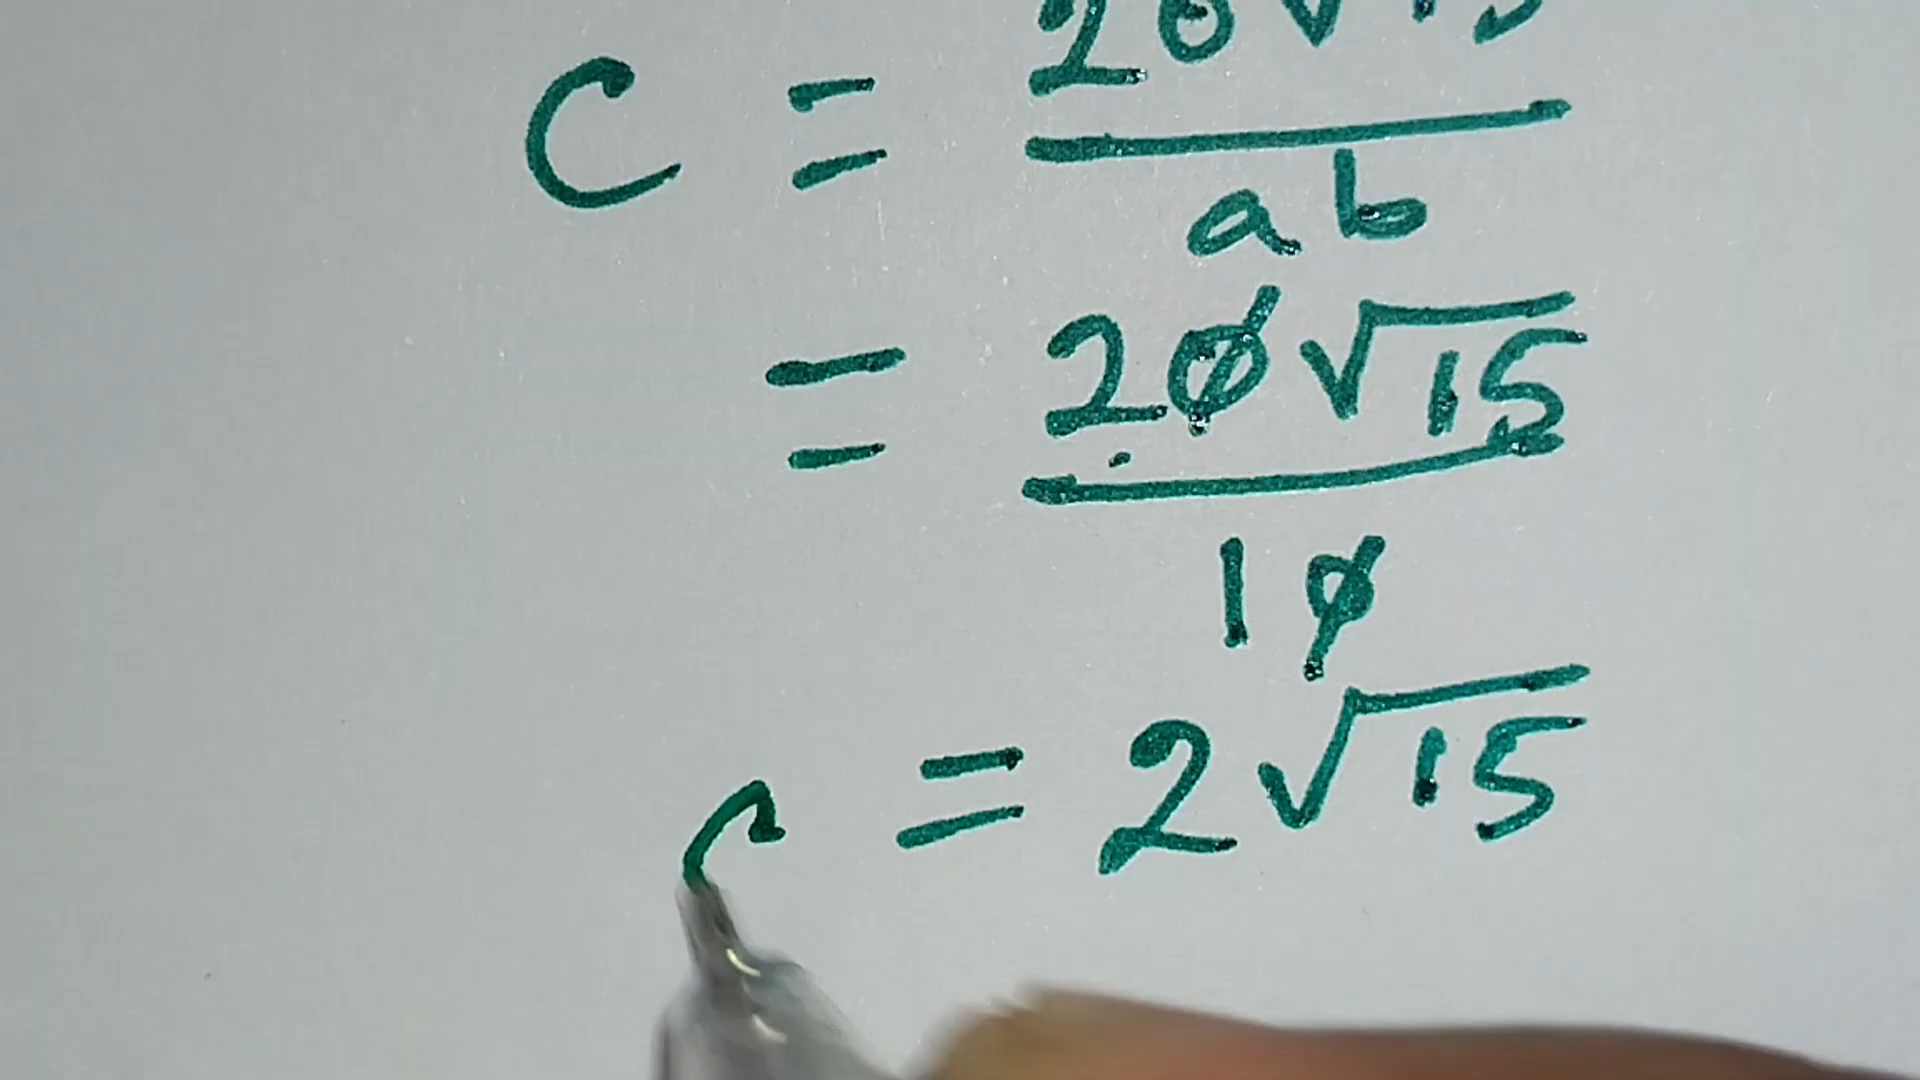 C = 20√15 / ab
= 20√15 / 10
c = 2√15